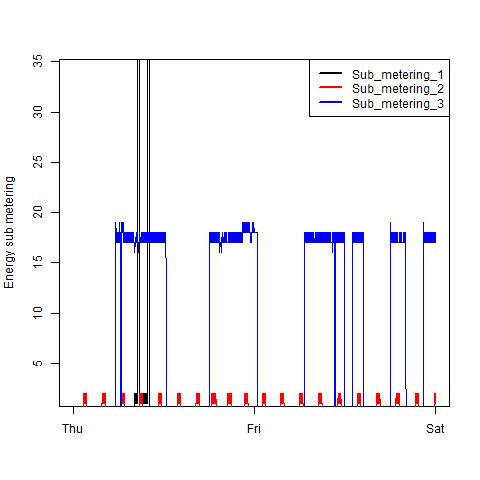 35
30
25
20
15
10
5
Energy sub metering
Sub_metering_1
Sub_metering_2
Sub_metering_3
Thu Fri Sat